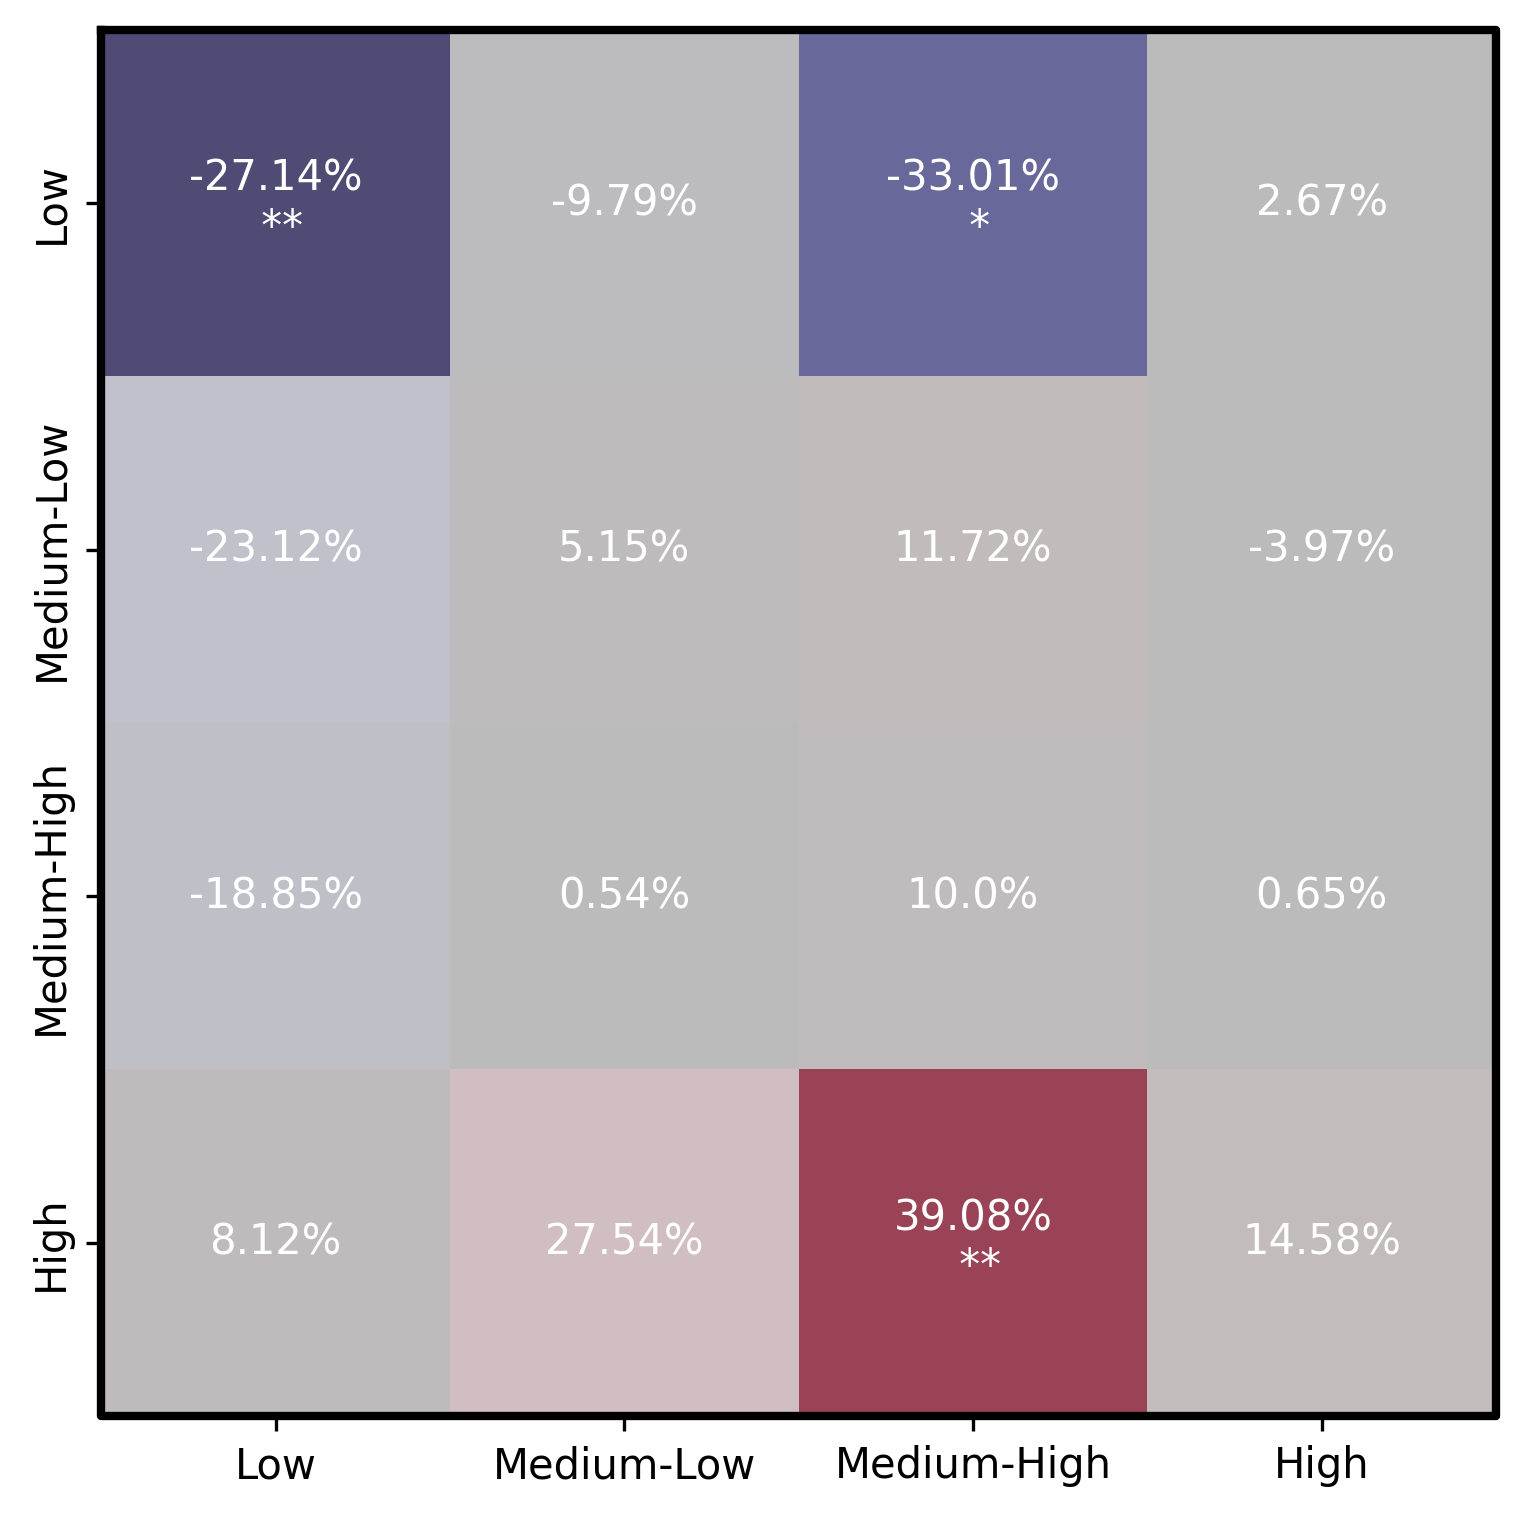 Low
-27.14%
**
-9.79%
-33.01%
*
2.67%
Medium-Low
-23.12%
5.15%
11.72%
-3.97%
Medium-High
-18.85%
0.54%
10.0%
0.65%
High
8.12%
27.54%
39.08%
**
14.58%
Low
Medium-Low
Medium-High
High